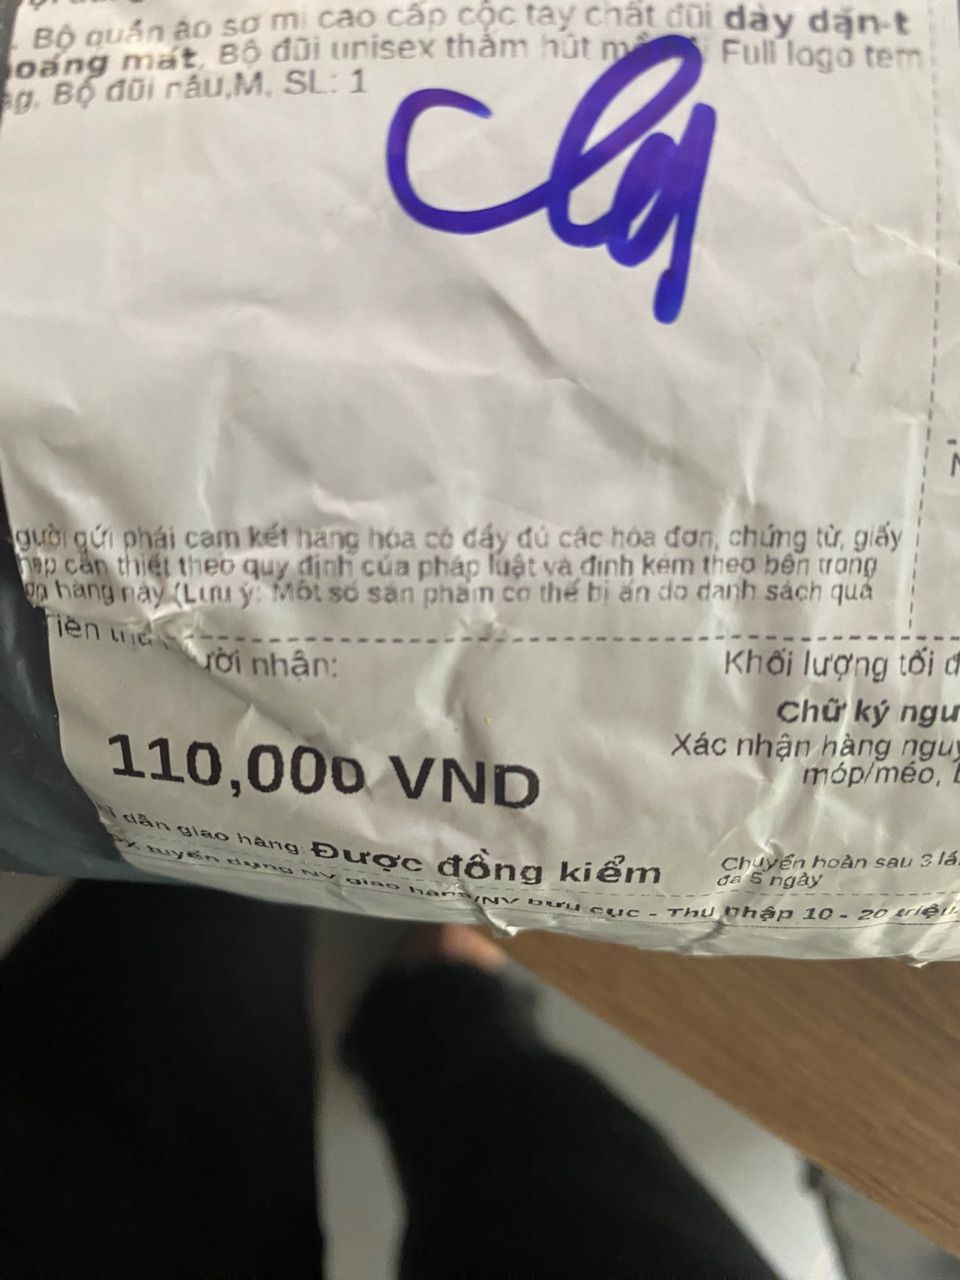 Bộ quần áo sơ mi cao cấp cộc tay chất đũi dày dặn-t
oáng mát, Bộ đũi unisex thấm hút Full logo tem
ag, Bộ đũi nâu,M, SL: 1
gười gửi phải cam kết hàng hóa có đầy đủ các hóa đơn, chứng từ, giấy
cần thiết theo quy định của pháp luật và đính kèm theo bên trong
hàng này (Lưu ý: Một số sản phẩm có thể bị ẩn do danh sách quá
Tiền ười nhận:
Khối lượng tối đ
Chữ ký ngư
Xác nhận hàng nguy
móp/méo, b
110,000 VND
dẫn giao hàng: Được đồng kiểm
Chuyển hoàn sau 3 lầ
đa 5 ngày
X tuyển dụng NV giao hàng/NV bưu cục - Thu nhập 10 - 20 triệu